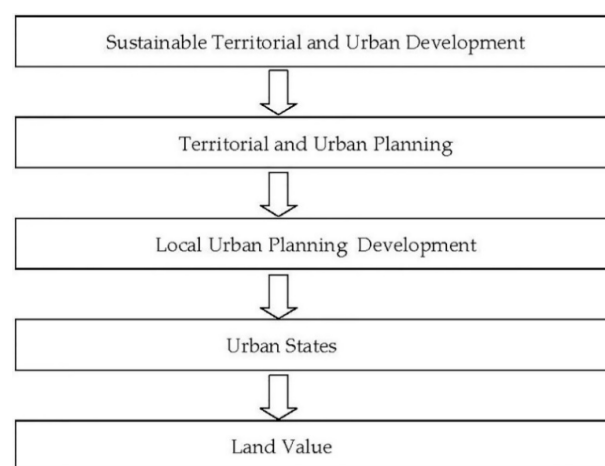 Sustainable Territorial and Urban Development
Territorial and Urban Planning
Local Urban Planning Development
Urban States
Land Value